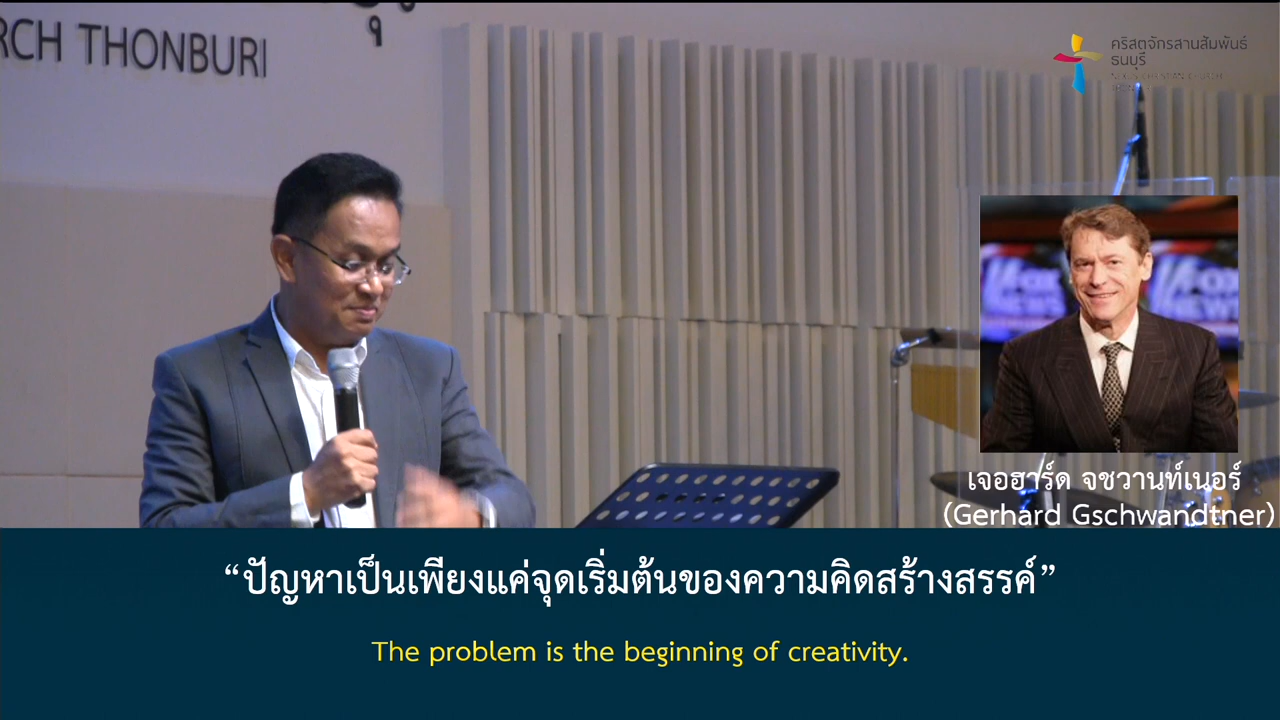 RCH THONBURI
คริสตจักรสานสัมพันธ์
ธนบุรี
FOX
NEWS
เจอฮาร์ด จชวานท์เนอร์
(Gerhard Gschwandtner)
“ปัญหาเป็นเพียงแค่จุดเริ่มต้นของความคิดสร้างสรรค์”
The problem is the beginning of creativity.